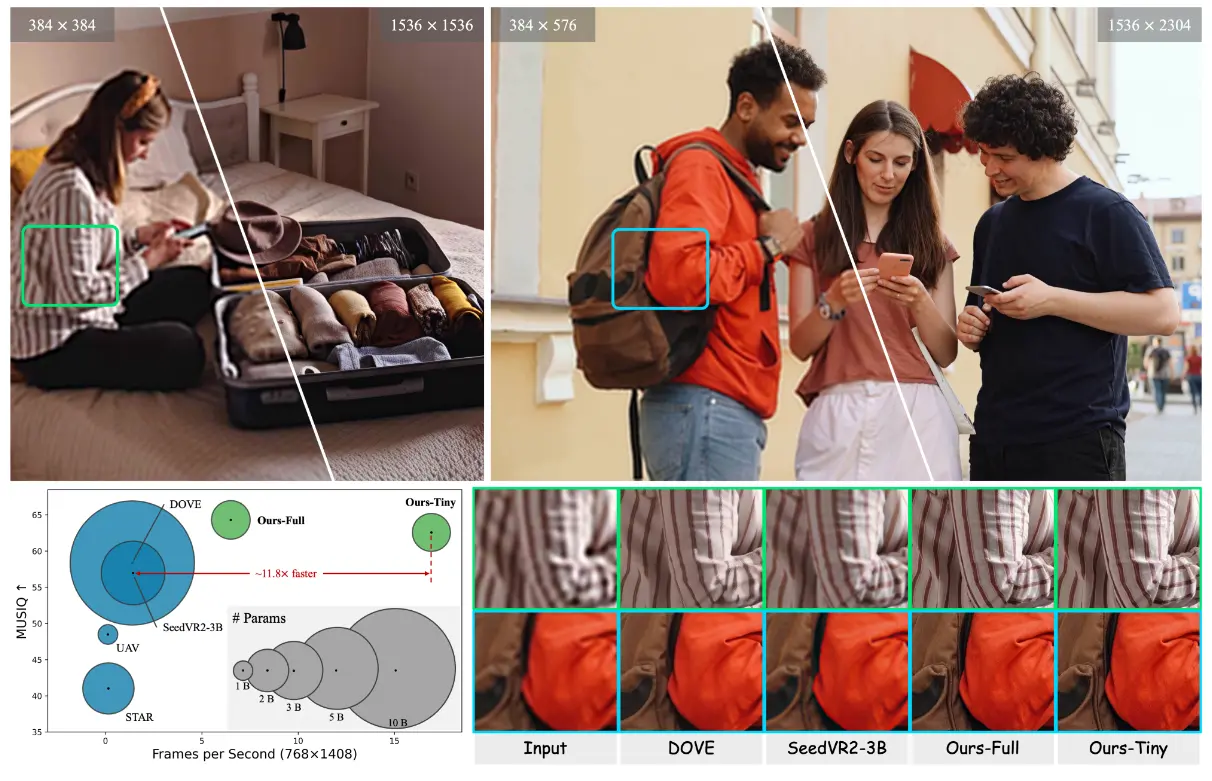 384 × 384
1536 × 1536
384 × 576
1536 × 2304
65
60
55
50
45
40
35
MUSIQ ↑
DOVE
Ours-Full
Ours-Tiny
~11.8× faster
SeedVR2-3B
UAV
STAR
# Params
1 B
2 B
3 B
5 B
10 B
0
5
10
15
Frames per Second (768×1408)
Input
DOVE
SeedVR2-3B
Ours-Full
Ours-Tiny